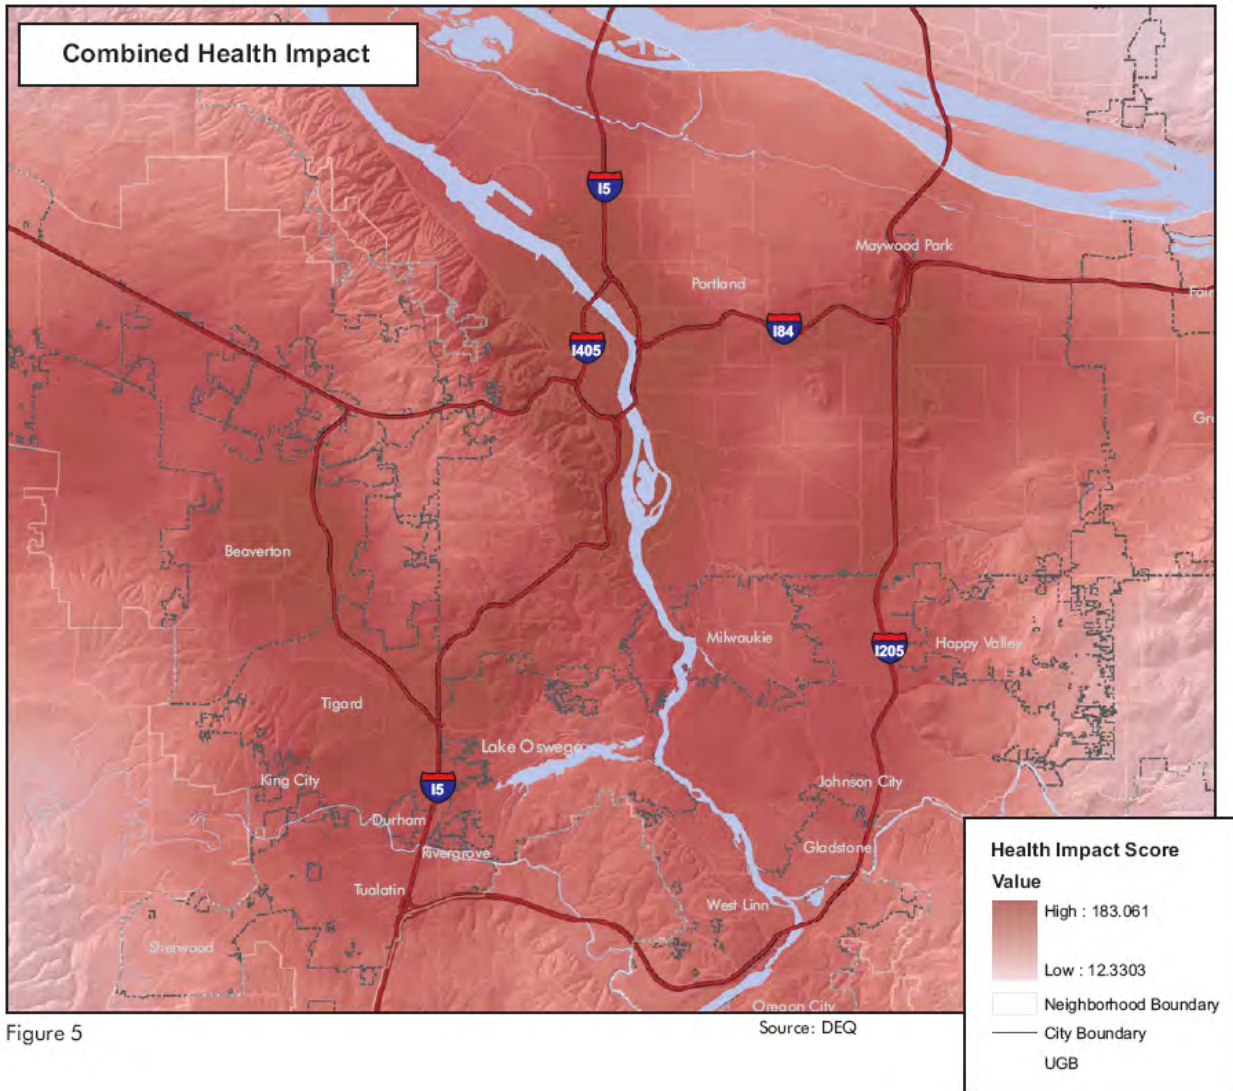 Combined Health Impact
I5
Maywood Park
Portland
I84
I405
Beaverton
Milwaukie
I205
Happy Valley
Tigard
Lake Oswego
King City
I5
Johnson City
Durham
Gladstone
Rivergrove
Tualatin
West Linn
Sherwood
Oregon City
Health Impact Score
Value
High : 183.061
Low : 12.3303
Neighborhood Boundary
City Boundary
UGB
Figure 5
Source: DEQ